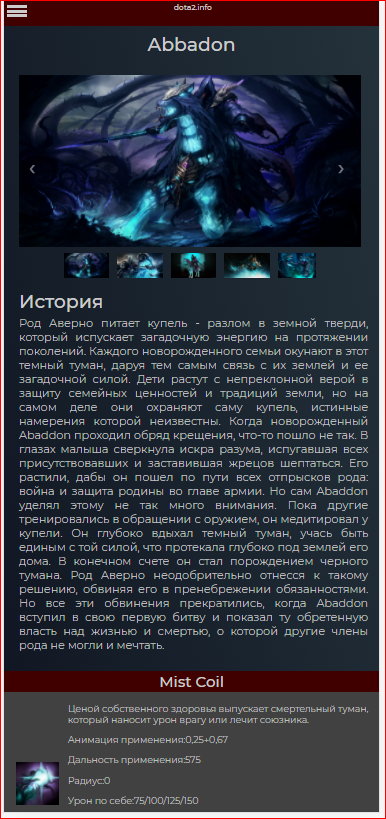 dota2.info
Abbadon
История
Род Аверно питает купель - разлом в земной тверди,
который испускает загадочную энергию на протяжении
поколений. Каждого новорожденного семьи окунают в этот
темный туман, даруя тем самым связь с их землей и ее
загадочной силой. Дети растут с непреклонной верой в
защиту семейных ценностей и традиций земли, но на
самом деле они охраняют саму купель, истинные
намерения которой неизвестны. Когда новорожденный
Abaddon проходил обряд крещения, что-то пошло не так. В
глазах малыша сверкнула искра разума, испугавшая всех
присутствовавших и заставившая жрецов шептаться. Его
растили, дабы он пошел по пути всех отпрысков рода:
война и защита родины во главе армии. Но сам Abaddon
уделял этому не так много внимания. Пока другие
тренировались в обращении с оружием, он медитировал у
купели. Он глубоко вдыхал темный туман, учась быть
единым с той силой, что протекала глубоко под землей его
дома. В конечном счете он стал порождением черного
тумана. Род Аверно неодобрительно отнесся к такому
решению, обвиняя его в пренебрежении обязанностями.
Но все эти обвинения прекратились, когда Abaddon
вступил в свою первую битву и показал ту обретенную
власть над жизнью и смертью, о которой другие члены
рода не могли и мечтать.
Mist Coil
Ценой собственного здоровья выпускает смертельный туман,
который наносит урон врагу или лечит союзника.
Анимация применения:0,25+0,67
Дальность применения:575
Радиус:0
Урон по себе:75/100/125/150